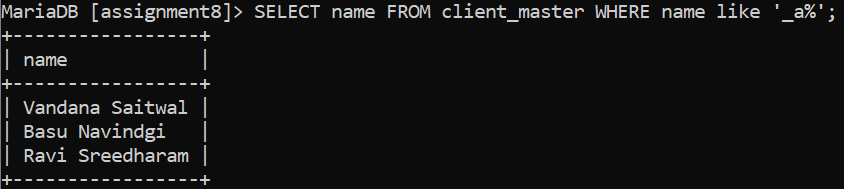 MariaDB [assignment8]> SELECT name FROM client_master WHERE name like '_a%';
+-----------------+
| name            |
+-----------------+
| Vandana Saitwal |
| Basu Navindgi   |
| Ravi Sreedharam |
+-----------------+